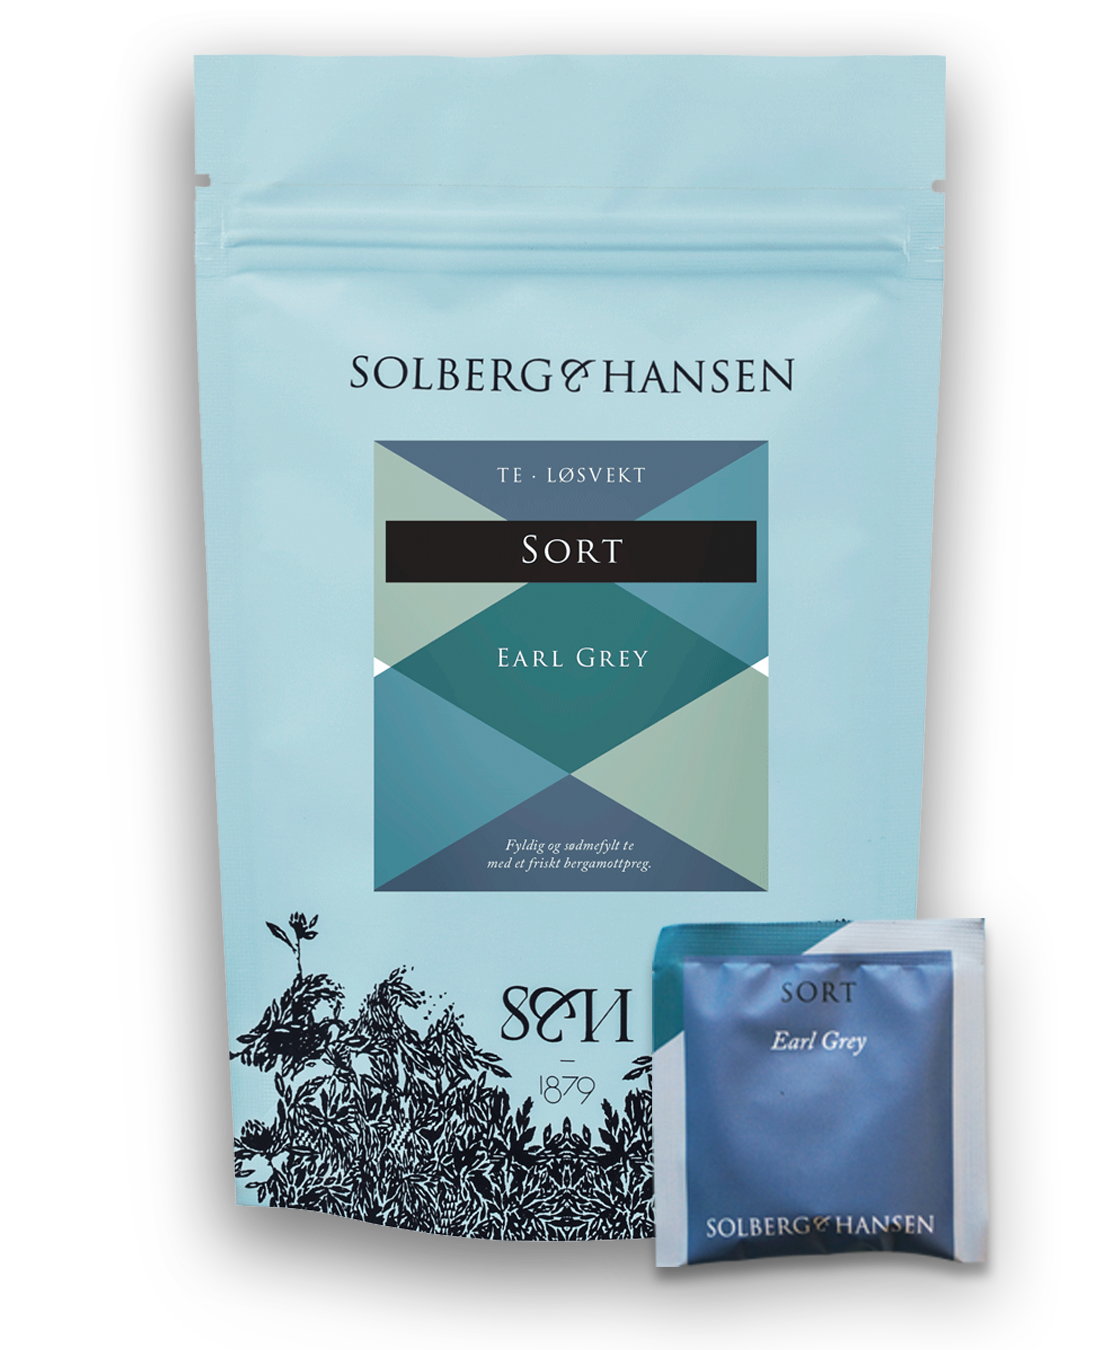 SOLBERG & HANSEN
TE · LØSVEKT
SORT
EARL GREY
Fyldig og sødmefylt te
med et friskt bergamottpreg.
S&H
–
1879
SORT
Earl Grey
SOLBERG & HANSEN